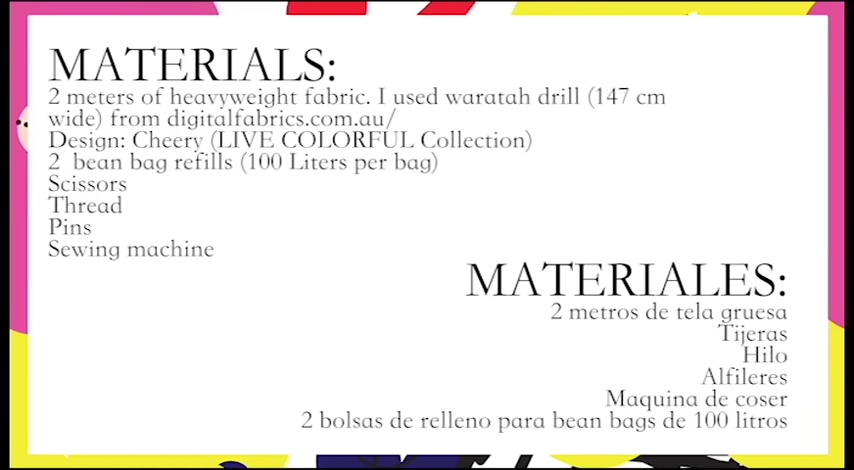 MATERIALS:
2 meters of heavyweight fabric. I used waratah drill (147 cm
wide) from digitalfabrics.com.au/
Design: Cheery (LIVE COLORFUL Collection)
2  bean bag refills (100 Liters per bag)
Scissors
Thread
Pins
Sewing machine
MATERIALES:
2 metros de tela gruesa
Tijeras
Hilo
Alfileres
Maquina de coser
2 bolsas de relleno para bean bags de 100 litros